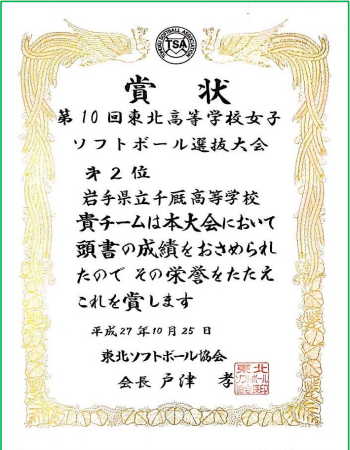 TOHOKU SOFTBALL ASSOCIATION
TSA
賞状
第10回東北高等学校女子
ソフトボール選抜大会
第2位
岩手県立千厩高等学校
貴チームは本大会において
頭書の成績をおさめられ
たので その栄誉をたたえ
これを賞します
平成27年10月25日
東北ソフトボール協会
会長 戸津 孝